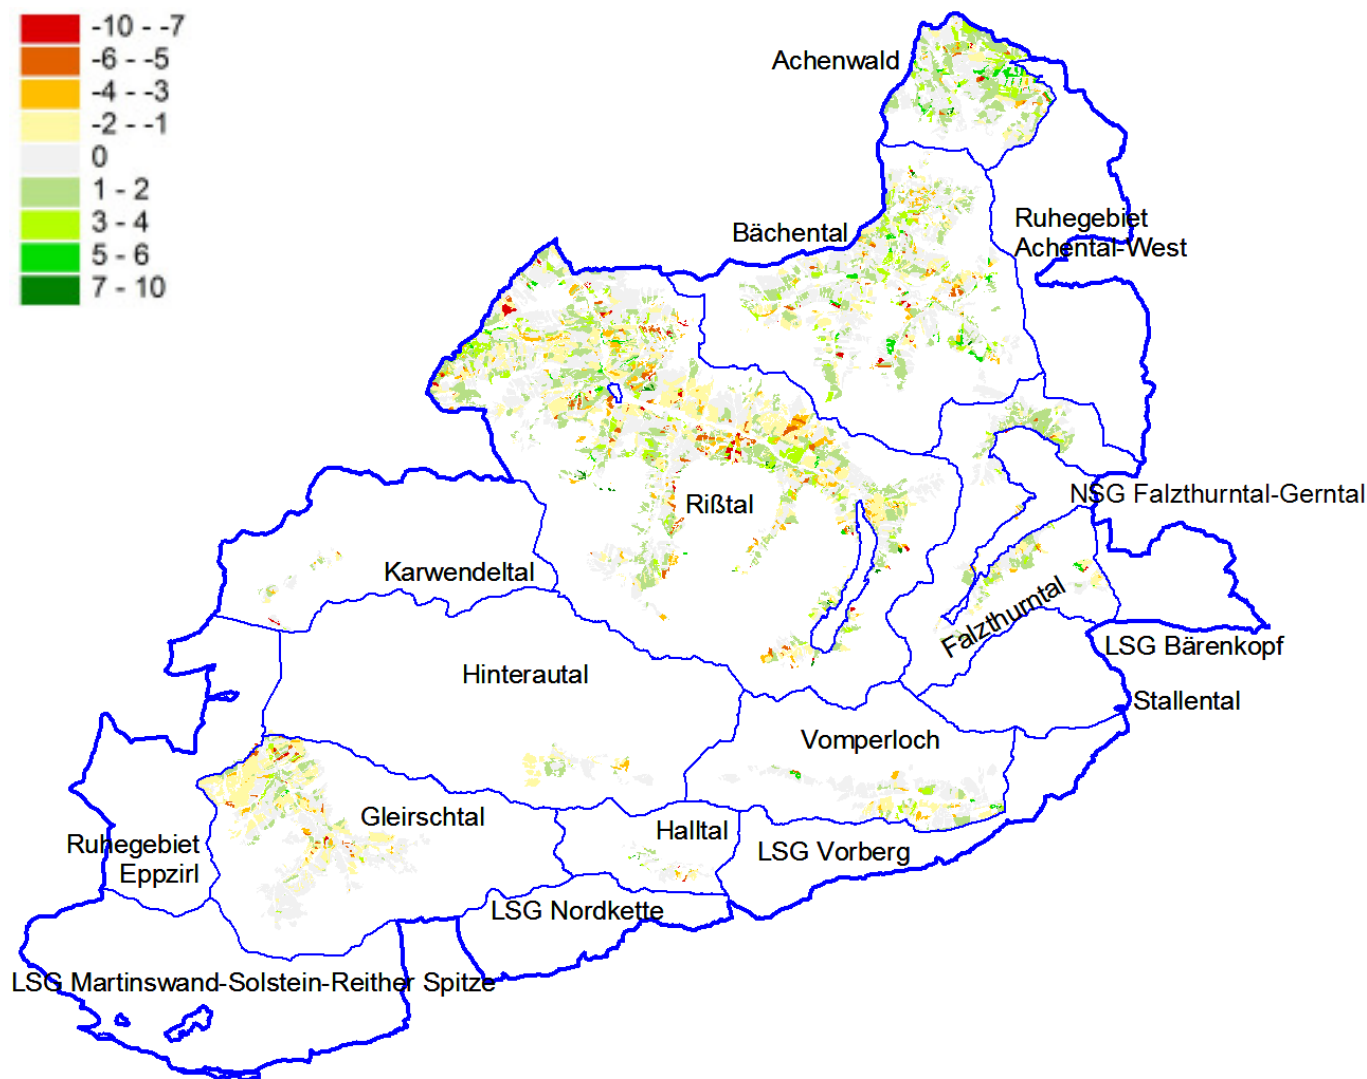 -10 - -7
-6 - -5
-4 - -3
-2 - -1
0
1 - 2
3 - 4
5 - 6
7 - 10
Achenwald
Bächental
Ruhegebiet
Achental-West
NSG Falzthurntal-Gerntal
Rißtal
Karwendeltal
Falzthurntal
LSG Bärenkopf
Hinterautal
Stallental
Vomperloch
Gleirschtal
Halltal
Ruhegebiet
Eppzirl
LSG Vorberg
LSG Nordkette
LSG Martinswand-Solstein-Reither Spitze